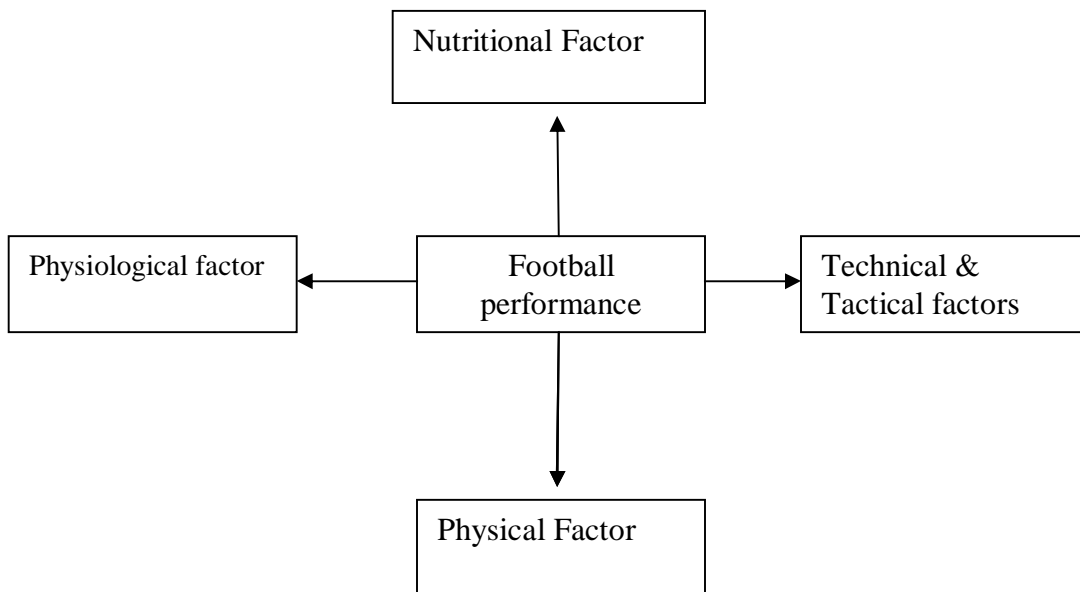 Nutritional Factor
Physiological factor
Football
performance
Technical &
Tactical factors
Physical Factor